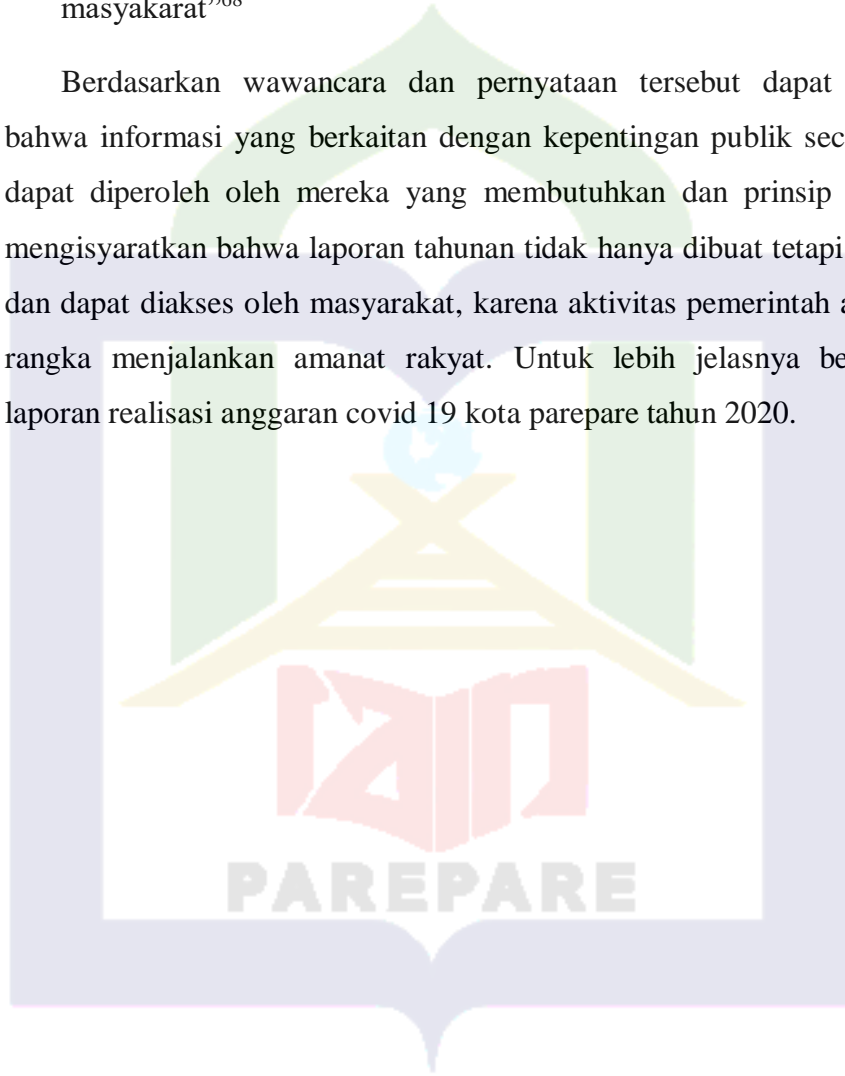 masyakarat”68
Berdasarkan wawancara dan pernyataan tersebut dapat
bahwa informasi yang berkaitan dengan kepentingan publik sec
dapat diperoleh oleh mereka yang membutuhkan dan prinsip
mengisyaratkan bahwa laporan tahunan tidak hanya dibuat tetapi
dan dapat diakses oleh masyarakat, karena aktivitas pemerintah a
rangka menjalankan amanat rakyat. Untuk lebih jelasnya be
laporan realisasi anggaran covid 19 kota parepare tahun 2020.
iain
PAREPARE